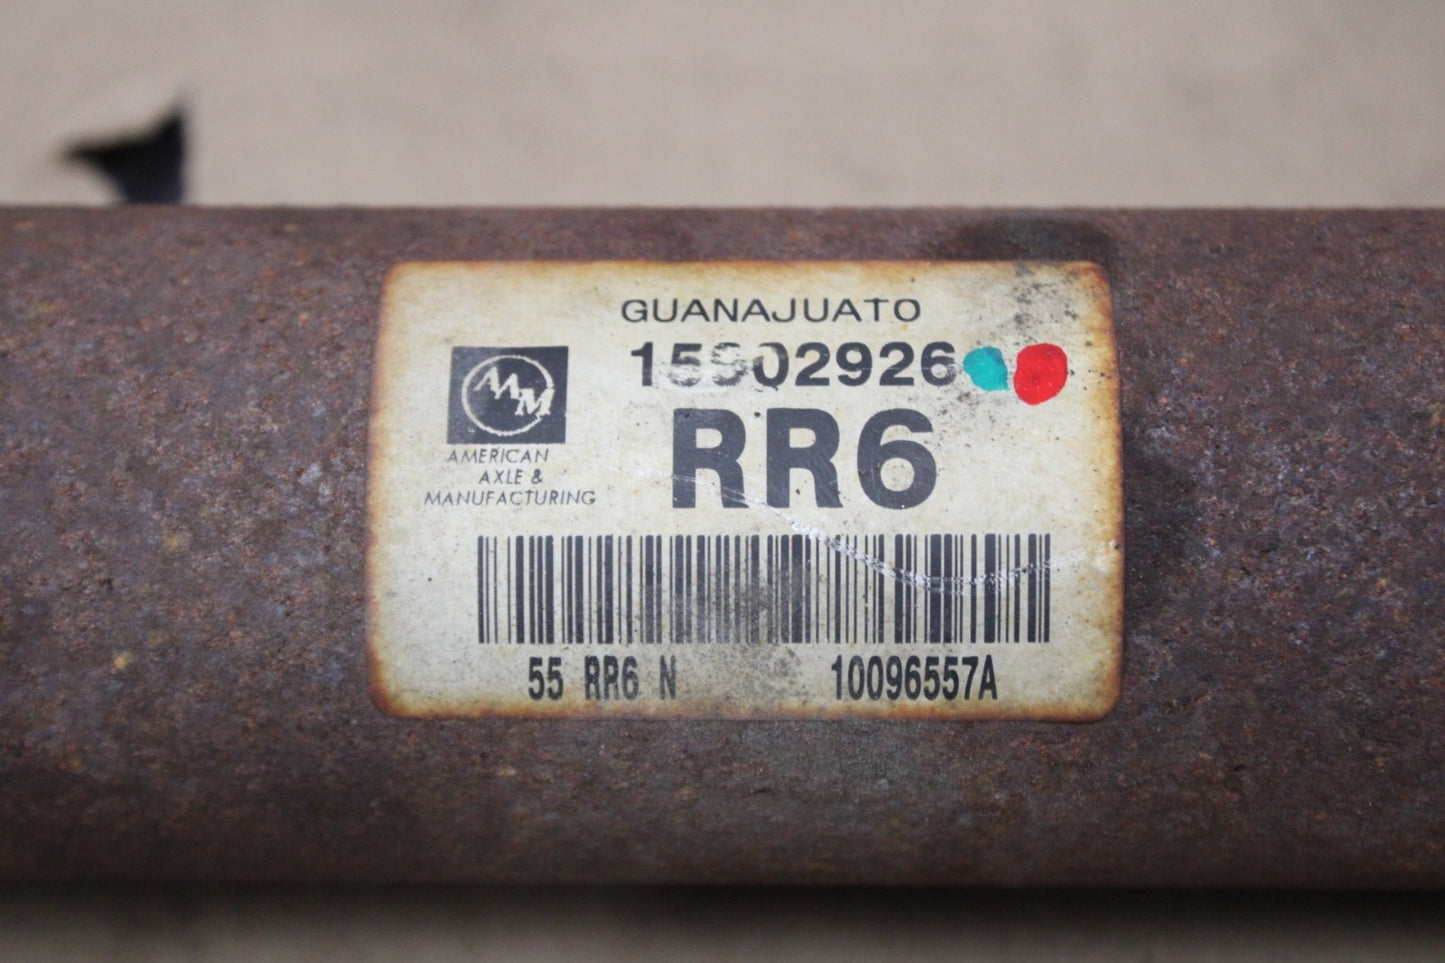 GUANAJUATO
15902926
AAM
AMERICAN
AXLE &
MANUFACTURING
RR6
55 RR6 N 10096557A